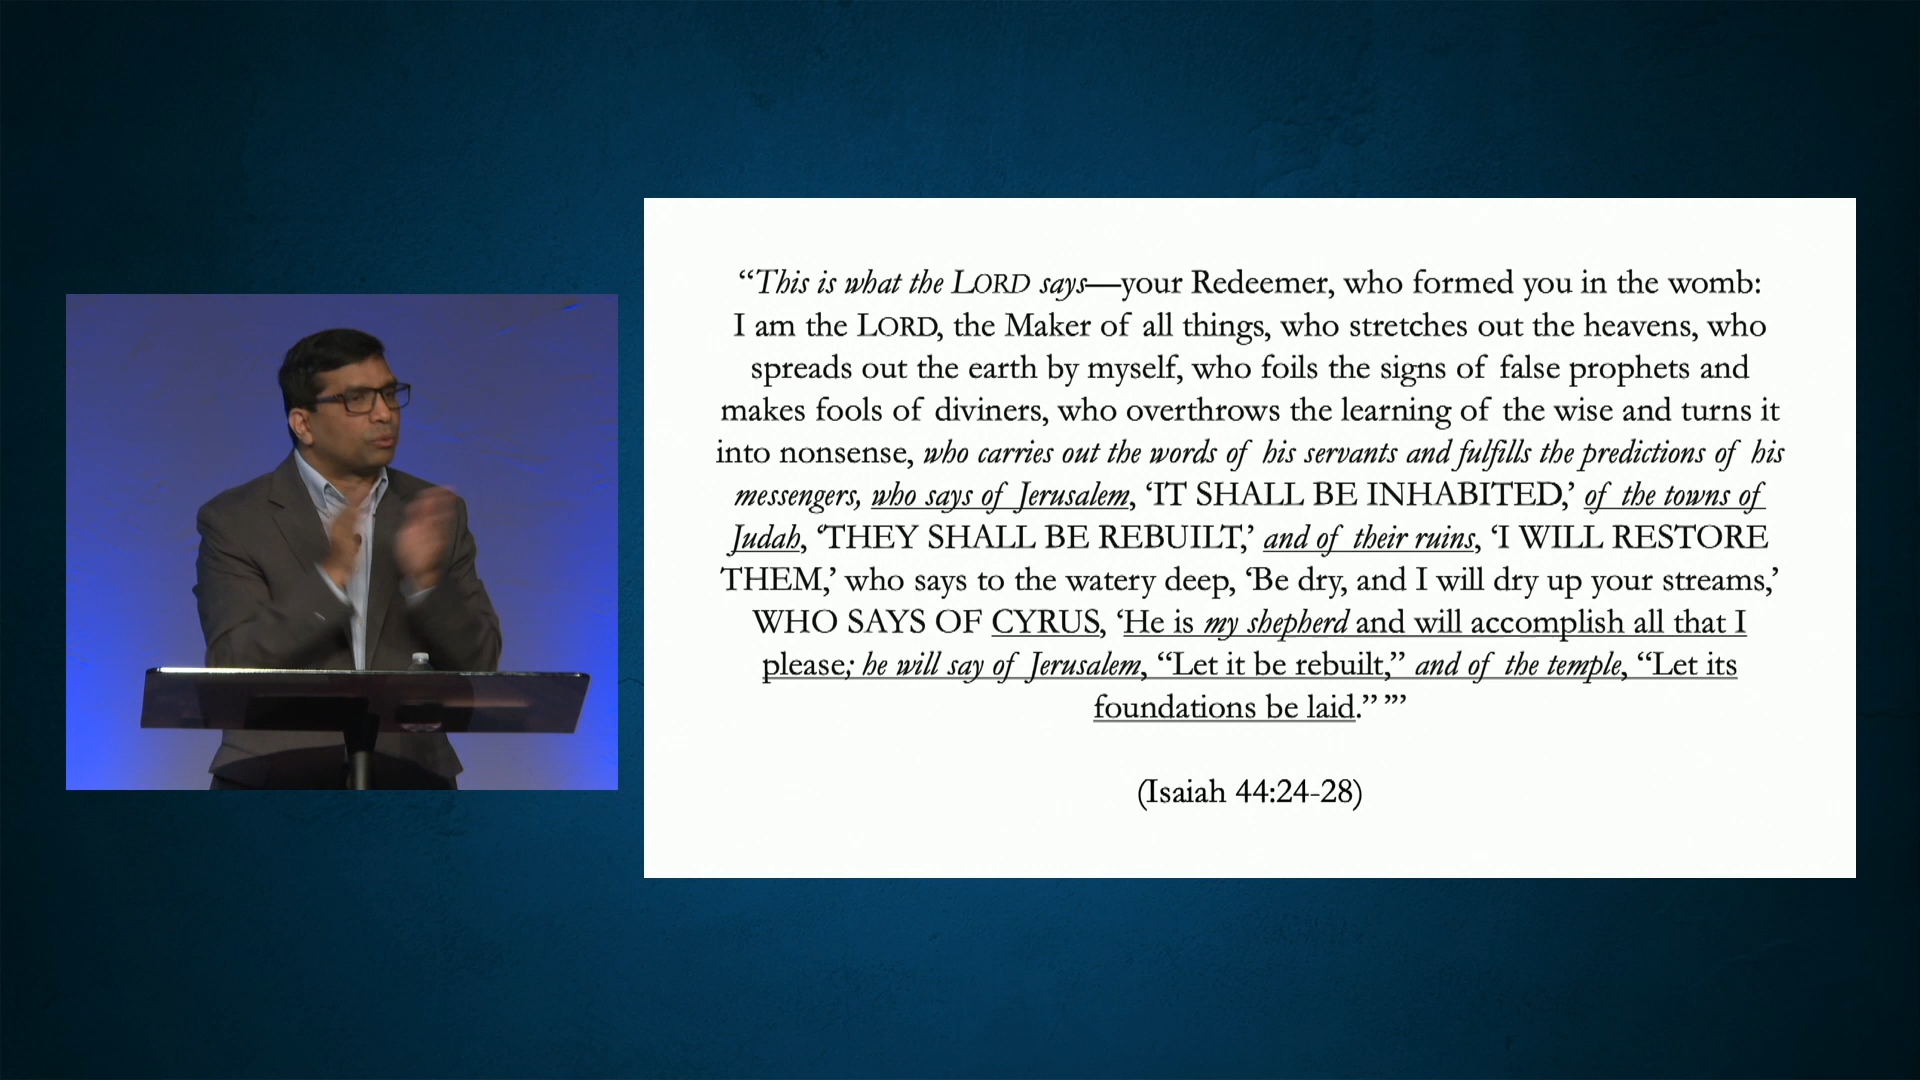 “This is what the LORD says—your Redeemer, who formed you in the womb:
I am the LORD, the Maker of all things, who stretches out the heavens, who
spreads out the earth by myself, who foils the signs of false prophets and
makes fools of diviners, who overthrows the learning of the wise and turns it
into nonsense, who carries out the words of his servants and fulfills the predictions of his
messengers, who says of Jerusalem, ‘IT SHALL BE INHABITED,’ of the towns of
Judah, ‘THEY SHALL BE REBUILT,’ and of their ruins, ‘I WILL RESTORE
THEM,’ who says to the watery deep, ‘Be dry, and I will dry up your streams,’
WHO SAYS OF CYRUS, ‘He is my shepherd and will accomplish all that I
please; he will say of Jerusalem, “Let it be rebuilt,” and of the temple, “Let its
foundations be laid.” ’”
(Isaiah 44:24-28)